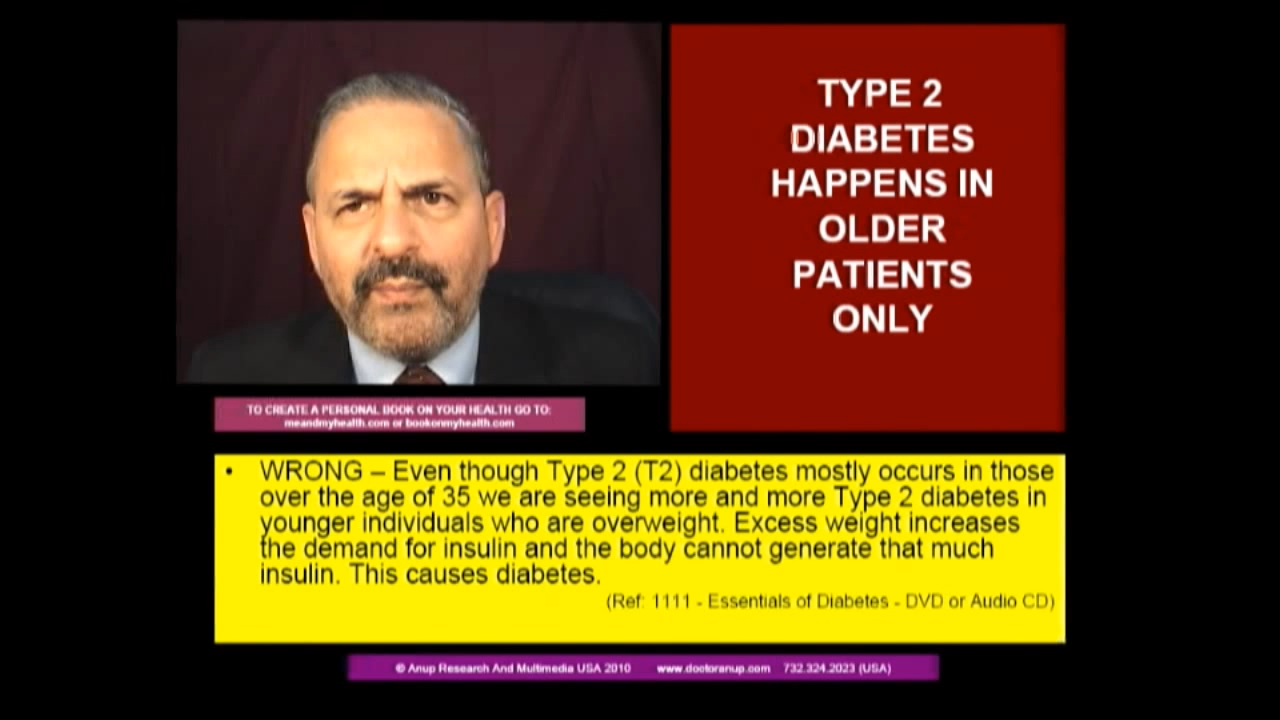 TYPE 2
DIABETES
HAPPENS IN
OLDER
PATIENTS
ONLY
TO CREATE A PERSONAL BOOK ON YOUR HEALTH GO TO:
meandmyhealth.com or bookonmyhealth.com
• WRONG – Even though Type 2 (T2) diabetes mostly occurs in those
over the age of 35 we are seeing more and more Type 2 diabetes in
younger individuals who are overweight. Excess weight increases
the demand for insulin and the body cannot generate that much
insulin. This causes diabetes.
(Ref: 1111 - Essentials of Diabetes - DVD or Audio CD)
© Anup Research And Multimedia USA 2010 www.doctoranup.com 732.324.2023 (USA)